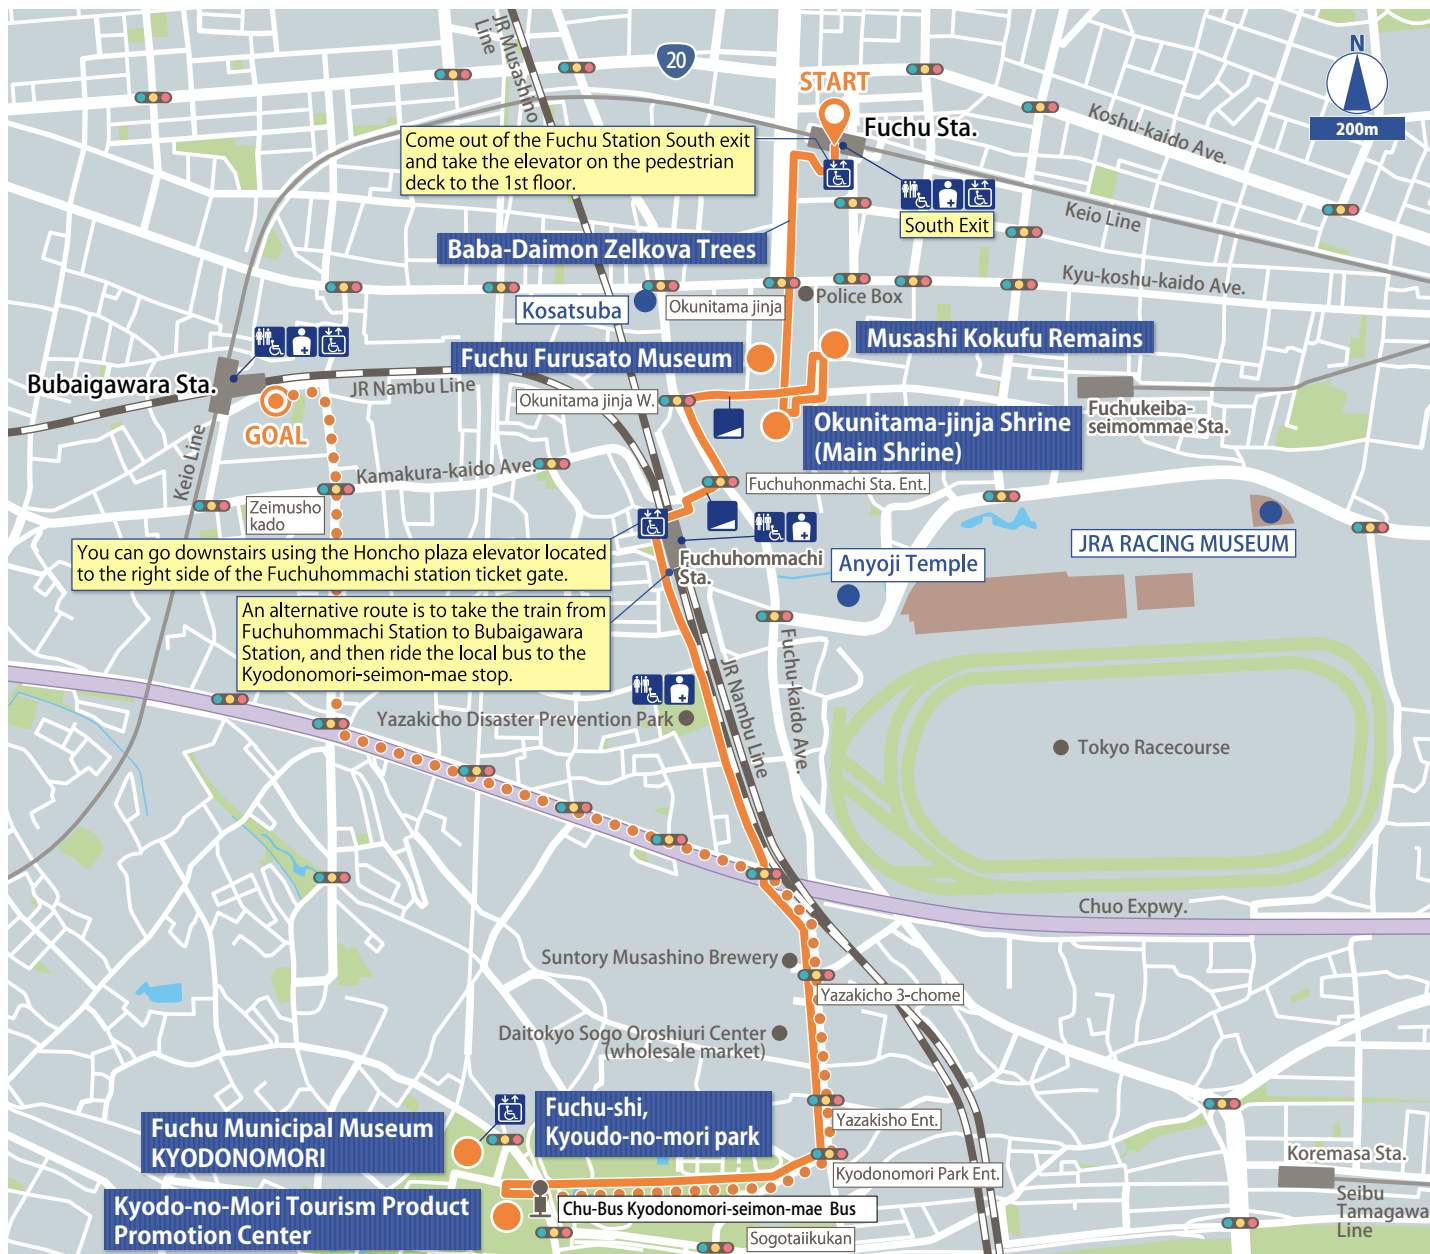 JR Musashino
Line
20
START
Fuchu Sta.
N
200m
Koshu-kaido Ave.
Come out of the Fuchu Station South exit
and take the elevator on the pedestrian
deck to the 1st floor.
South Exit
Keio Line
Baba-Daimon Zelkova Trees
Kyu-koshu-kaido Ave.
Kosatsuba
Okunitama jinja
Police Box
Musashi Kokufu Remains
Fuchu Furusato Museum
Bubaigawara Sta.
JR Nambu Line
Okunitama jinja W.
Fuchukeiba-
seimommae Sta.
GOAL
Okunitama-jinja Shrine
(Main Shrine)
Keio Line
Kamakura-kaido Ave.
Fuchuhonmachi Sta. Ent.
Zeimusho
kado
JRA RACING MUSEUM
You can go downstairs using the Honcho plaza elevator located
to the right side of the Fuchuhommachi station ticket gate.
Fuchuhommachi
Sta.
Anyoji Temple
An alternative route is to take the train from
Fuchuhommachi Station to Bubaigawara
Station, and then ride the local bus to the
Kyodonomori-seimon-mae stop.
JR Nambu Line
Fuchu-kaido Ave.
Yazakicho Disaster Prevention Park
Tokyo Racecourse
Chuo Expwy.
Suntory Musashino Brewery
Yazakicho 3-chome
Daitokyo Sogo Oroshiuri Center
(wholesale market)
Fuchu-shi,
Kyoudo-no-mori park
Yazakisho Ent.
Fuchu Municipal Museum
KYODONOMORI
Kyodonomori Park Ent.
Koremasa Sta.
Kyodo-no-Mori Tourism Product
Promotion Center
Chu-Bus Kyodonomori-seimon-mae Bus
Seibu
Tamagawa
Line
Sogotaiikukan